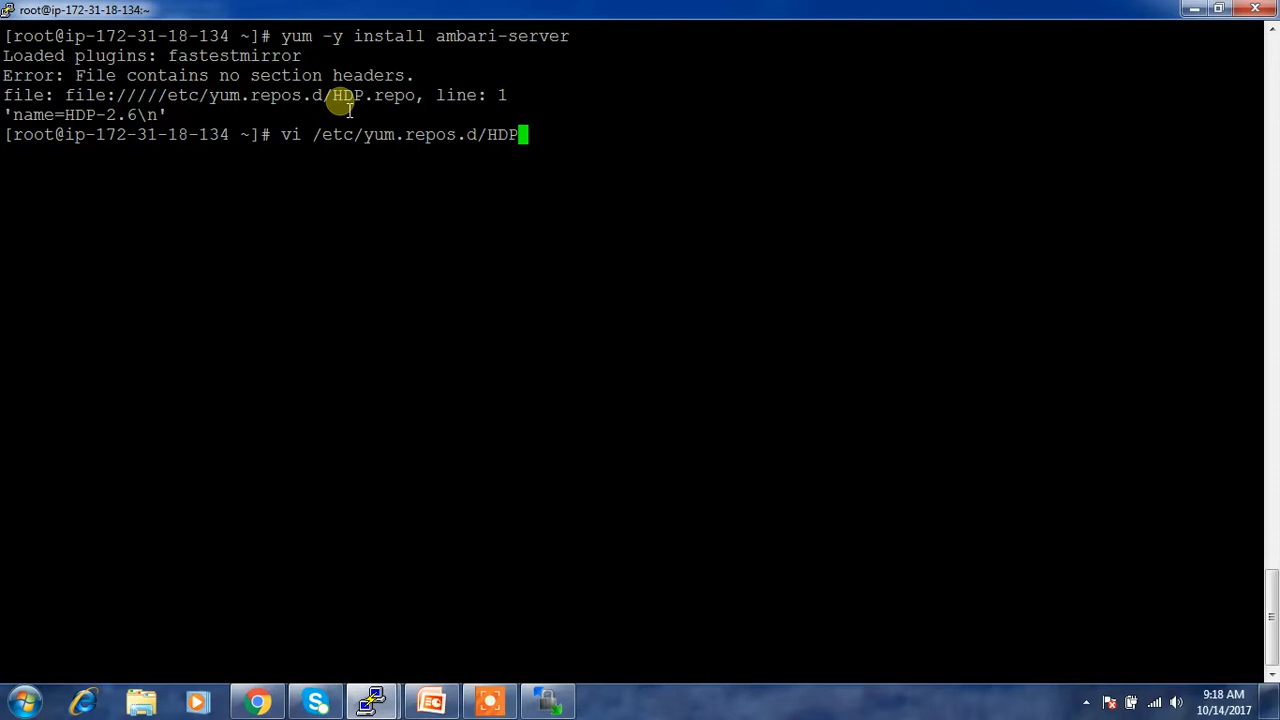 root@ip-172-31-18-134:~
[root@ip-172-31-18-134 ~]# yum -y install ambari-server
Loaded plugins: fastestmirror
Error: File contains no section headers.
file: file://///etc/yum.repos.d/HDP.repo, line: 1
'name=HDP-2.6\n'
[root@ip-172-31-18-134 ~]# vi /etc/yum.repos.d/HDP
9:18 AM
10/14/2017